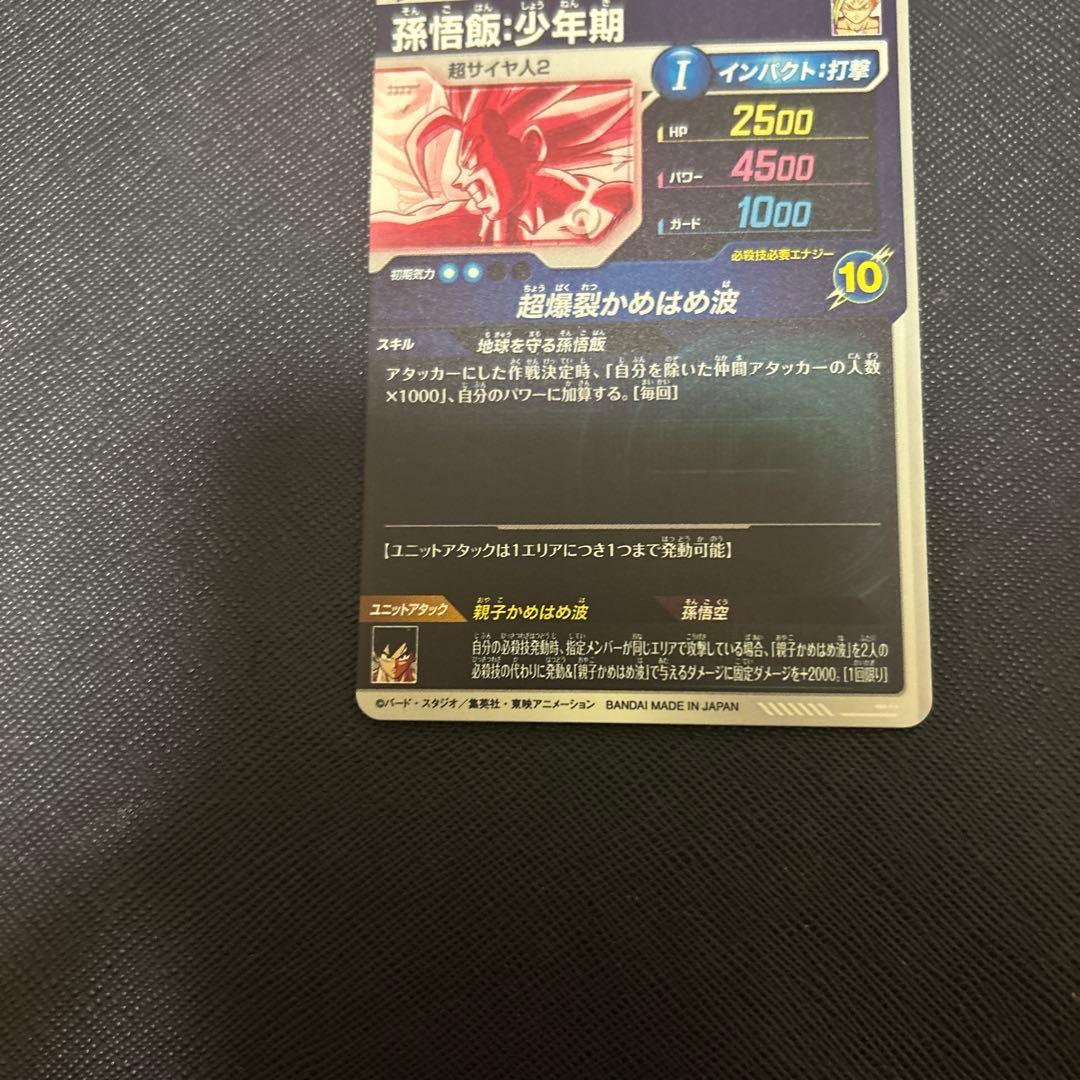 孫悟飯:少年期
超サイヤ人2
I インパクト:打撃
HP 2500
パワー 4500
ガード 1000
初期気力
必殺技必要エナジー 10
超爆裂かめはめ波
スキル 地球を守る孫悟飯
アタッカーにした作戦決定時、「自分を除いた仲間アタッカーの人数
×1000」、自分のパワーに加算する。[毎回]
【ユニットアタックは1エリアにつき1つまで発動可能】
ユニットアタック 親子かめはめ波 孫悟空
自分の必殺技発動時、指定メンバーが同じエリアで攻撃している場合、「親子かめはめ波」を2人の
必殺技の代わりに発動&「親子かめはめ波」で与えるダメージに固定ダメージを+2000。[1回限り]
©バード・スタジオ/集英社・東映アニメーション BANDAI MADE IN JAPAN